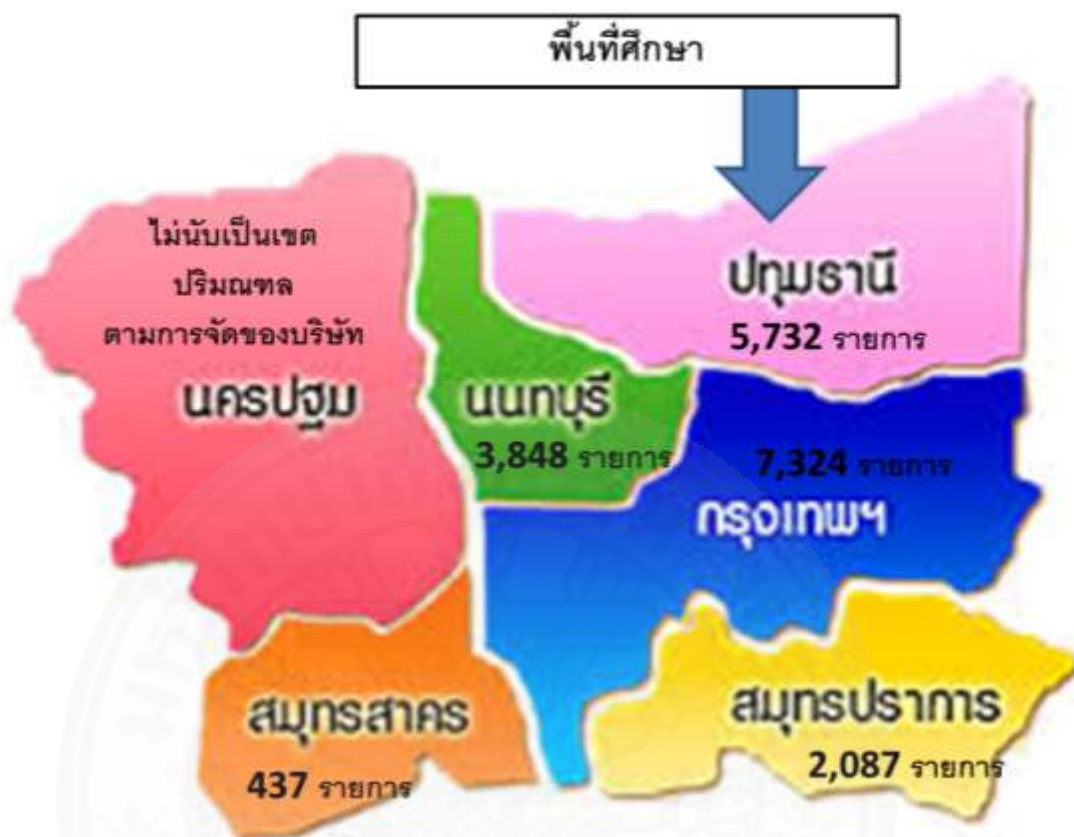 พื้นที่ศึกษา
ไม่นับเป็นเขต
ปริมณฑล
ตามการจัดของบริษัท
นครปฐม
นนทบุรี
3,848 รายการ
ปทุมธานี
5,732 รายการ
7,324 รายการ
กรุงเทพฯ
สมุทรสาคร
437 รายการ
สมุทรปราการ
2,087 รายการ